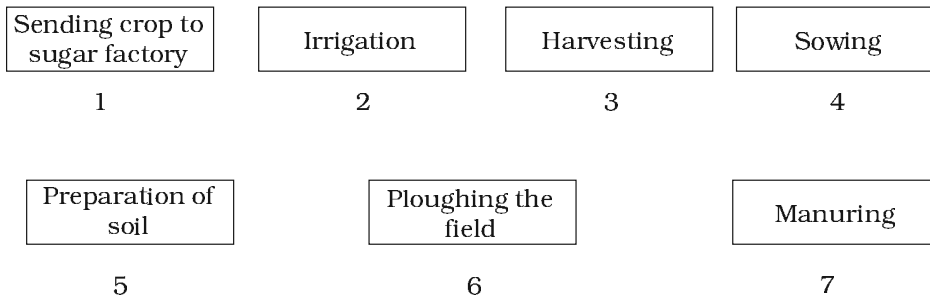 Sending crop to
sugar factory
Irrigation
Harvesting
Sowing
1
2
3
4
Preparation of
soil
Ploughing the
field
Manuring
5
6
7